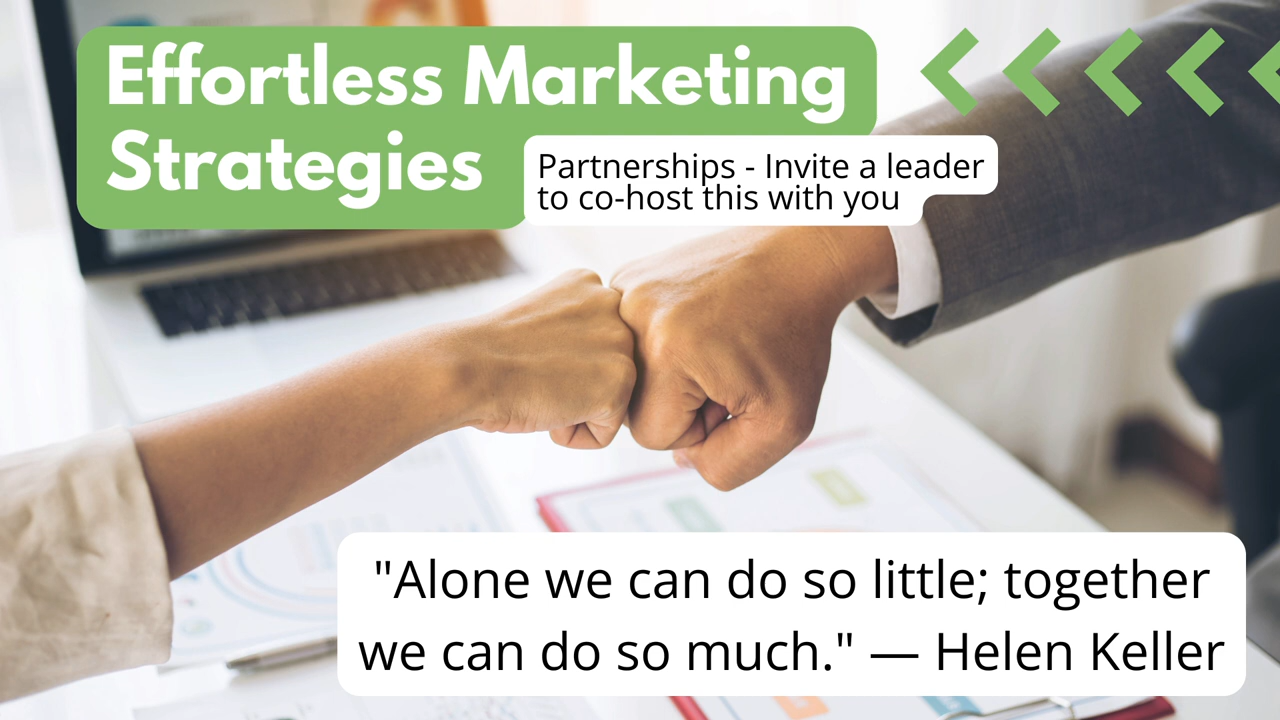 Effortless Marketing
Strategies
Partnerships - Invite a leader
to co-host this with you
"Alone we can do so little; together
we can do so much." — Helen Keller